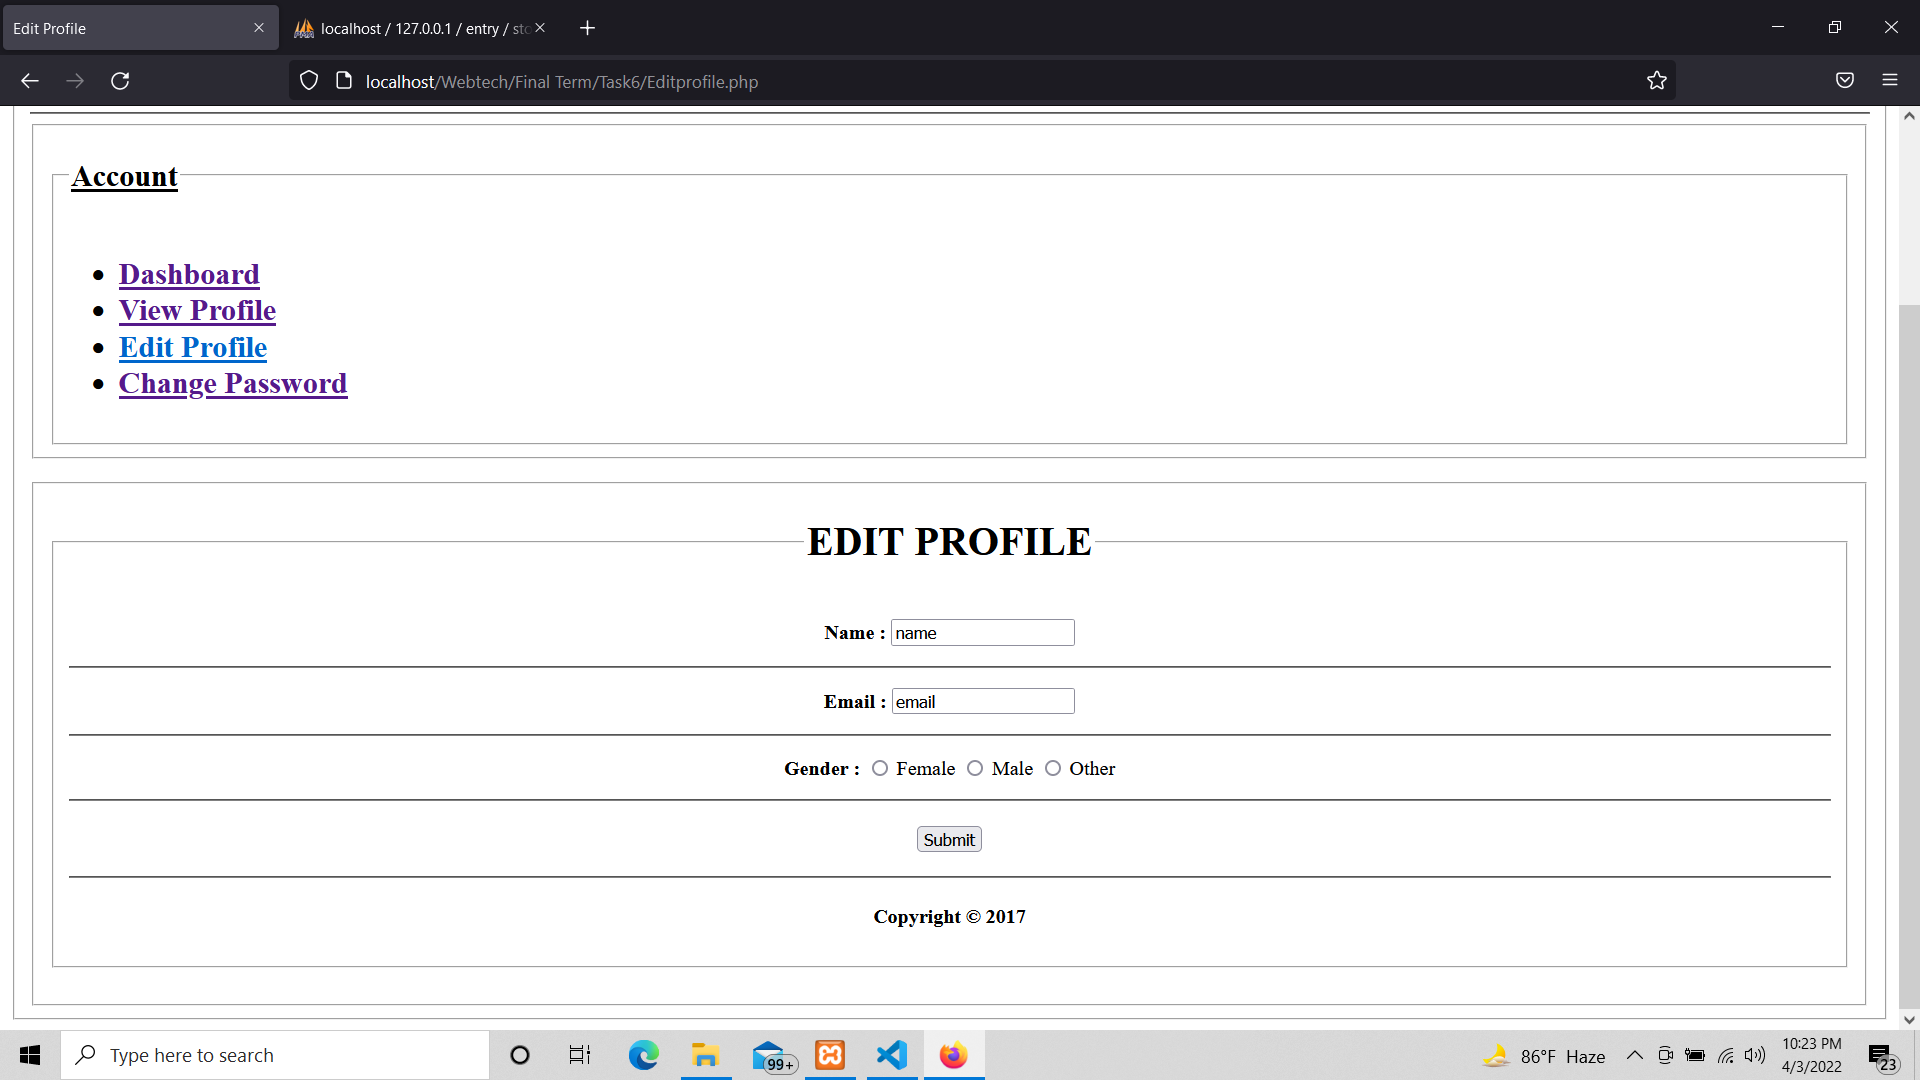 Edit Profile
localhost / 127.0.0.1 / entry / sto
localhost/Webtech/Final Term/Task6/Editprofile.php
Account
Dashboard
View Profile
Edit Profile
Change Password
EDIT PROFILE
Name : name
Email : email
Gender : Female Male Other
Submit
Copyright © 2017
Type here to search
99+
86°F Haze
10:23 PM
4/3/2022
23